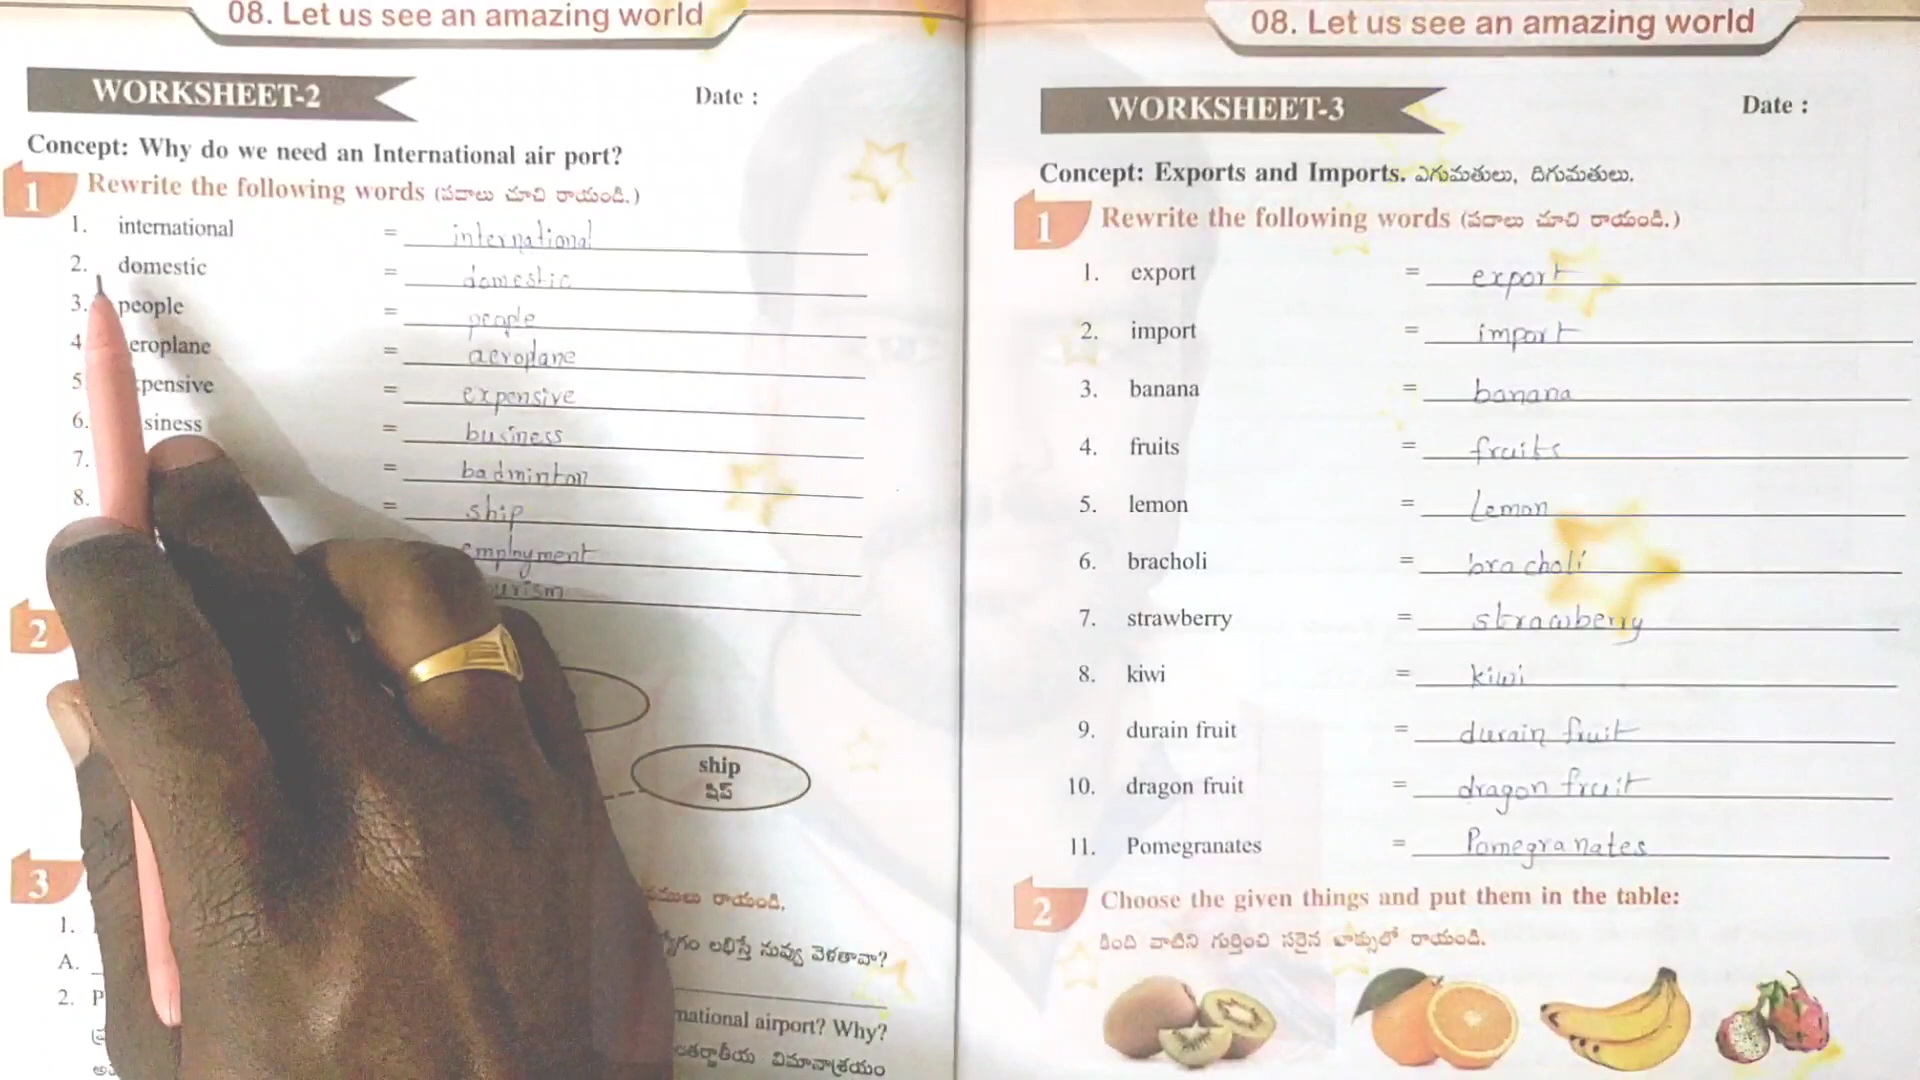 08. Let us see an amazing world
WORKSHEET-2
Date :
Concept: Why do we need an International air port?
1 Rewrite the following words (పదాలు చూచి రాయండి.)
1. international = international
2. domestic = domestic
3. people = people
4 eroplane = aeroplane
5 pensive = expensive
6. siness = business
7. = badminton
8. = ship
employment
urism
2
ship
షిప్
3
రాయండి.
1.
లభిస్తే నువ్వు వెళతావా?
A.
2. P
national airport? Why?
విమానాశ్రయం
08. Let us see an amazing world
WORKSHEET-3
Date :
Concept: Exports and Imports. ఎగుమతులు, దిగుమతులు.
1 Rewrite the following words (పదాలు చూచి రాయండి.)
1. export = export
2. import = import
3. banana = banana
4. fruits = fruits
5. lemon = Lemon
6. bracholi = bracholi
7. strawberry = strawberry
8. kiwi = kiwi
9. durain fruit = durain fruit
10. dragon fruit = dragon fruit
11. Pomegranates = Pomegranates
2 Choose the given things and put them in the table:
కింది వాటిని గుర్తించి సరైన బాక్సులో రాయండి.